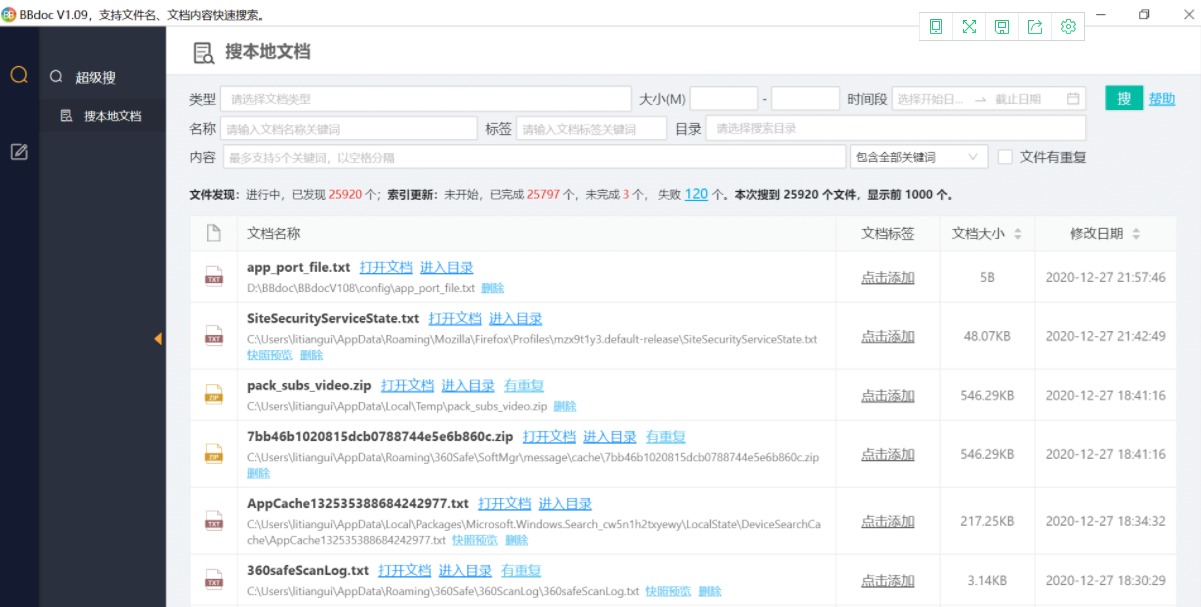 BBdoc V1.09，支持文件名、文档内容快速搜索。
超级搜
搜本地文档
搜本地文档
类型 请选择文档类型 大小(M) - 时间段 选择开始日... → 截止日期 搜 帮助
名称 请输入文档名称关键词 标签 请输入文档标签关键词 目录 请选择搜索目录
内容 最多支持5个关键词，以空格分隔 包含全部关键词 文件有重复
文件发现：进行中，已发现 25920 个；索引更新：未开始，已完成 25797 个，未完成 3 个， 失败 120 个。本次搜到 25920 个文件，显示前 1000 个。
文档名称 文档标签 文档大小 修改日期
app_port_file.txt 打开文档 进入目录
D:\BBdoc\BBdocV108\config\app_port_file.txt 删除
点击添加 5B 2020-12-27 21:57:46
SiteSecurityServiceState.txt 打开文档 进入目录
C:\Users\litiangui\AppData\Roaming\Mozilla\Firefox\Profiles\mzx9t1y3.default-release\SiteSecurityServiceState.txt
快照预览 删除
点击添加 48.07KB 2020-12-27 21:42:49
pack_subs_video.zip 打开文档 进入目录 有重复
C:\Users\litiangui\AppData\Local\Temp\pack_subs_video.zip 删除
点击添加 546.29KB 2020-12-27 18:41:16
7bb46b1020815dcb0788744e5e6b860c.zip 打开文档 进入目录 有重复
C:\Users\litiangui\AppData\Roaming\360Safe\SoftMgr\message\cache\7bb46b1020815dcb0788744e5e6b860c.zip
删除
点击添加 546.29KB 2020-12-27 18:41:16
AppCache132535388684242977.txt 打开文档 进入目录
C:\Users\litiangui\AppData\Local\Packages\Microsoft.Windows.Search_cw5n1h2txyewy\LocalState\DeviceSearchCa
che\AppCache132535388684242977.txt 快照预览 删除
点击添加 217.25KB 2020-12-27 18:34:32
360safeScanLog.txt 打开文档 进入目录 有重复
C:\Users\litiangui\AppData\Roaming\360Safe\360ScanLog\360safeScanLog.txt 快照预览 删除
点击添加 3.14KB 2020-12-27 18:30:29